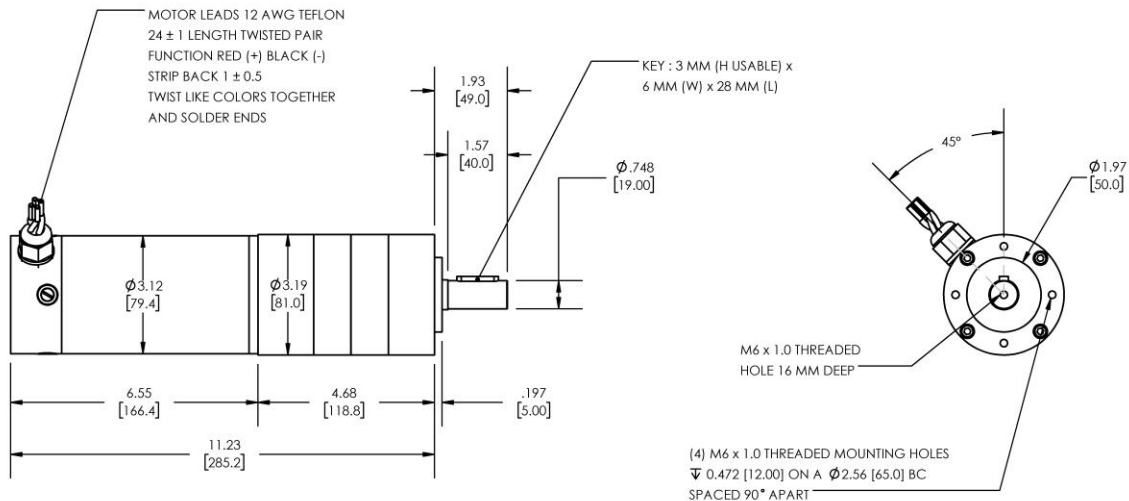 MOTOR LEADS 12 AWG TEFLON
24 ± 1 LENGTH TWISTED PAIR
FUNCTION RED (+) BLACK (-)
STRIP BACK 1 ± 0.5
TWIST LIKE COLORS TOGETHER
AND SOLDER ENDS
KEY : 3 MM (H USABLE) x
6 MM (W) x 28 MM (L)
1.93
[49.0]
1.57
[40.0]
Ø.748
[19.00]
45°
Ø1.97
[50.0]
Ø3.12
[79.4]
Ø3.19
[81.0]
M6 x 1.0 THREADED
HOLE 16 MM DEEP
6.55
[166.4]
4.68
[118.8]
.197
[5.00]
11.23
[285.2]
(4) M6 x 1.0 THREADED MOUNTING HOLES
↧ 0.472 [12.00] ON A Ø2.56 [65.0] BC
SPACED 90° APART